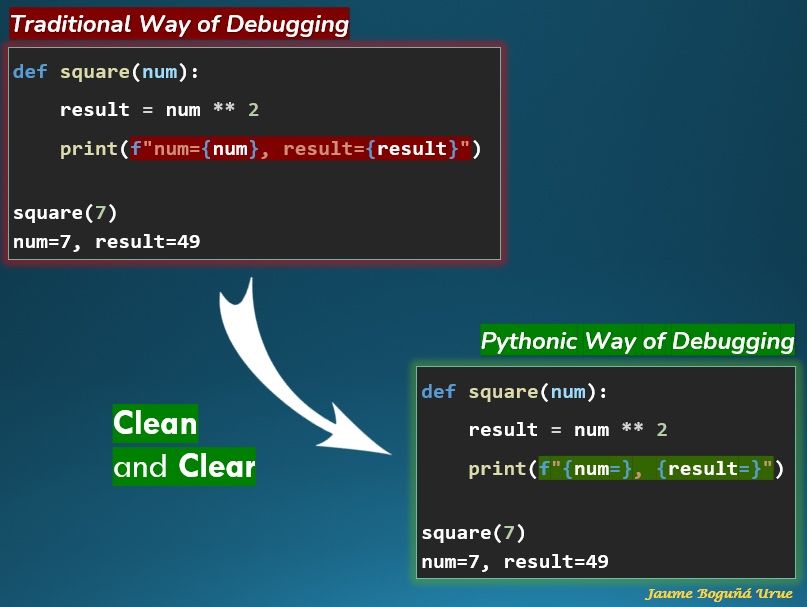 Traditional Way of Debugging
def square(num):
    result = num ** 2
    print(f"num={num}, result={result}")
square(7)
num=7, result=49
Pythonic Way of Debugging
def square(num):
    result = num ** 2
    print(f"{num=}, {result=}")
square(7)
num=7, result=49
Clean
and Clear
Jaume Boguñá Urue